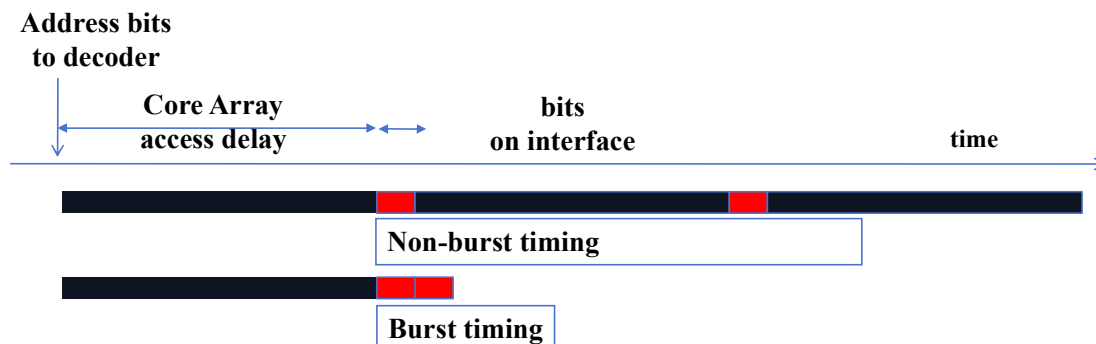 Address bits
to decoder
Core Array
access delay
bits
on interface
time
Non-burst timing
Burst timing